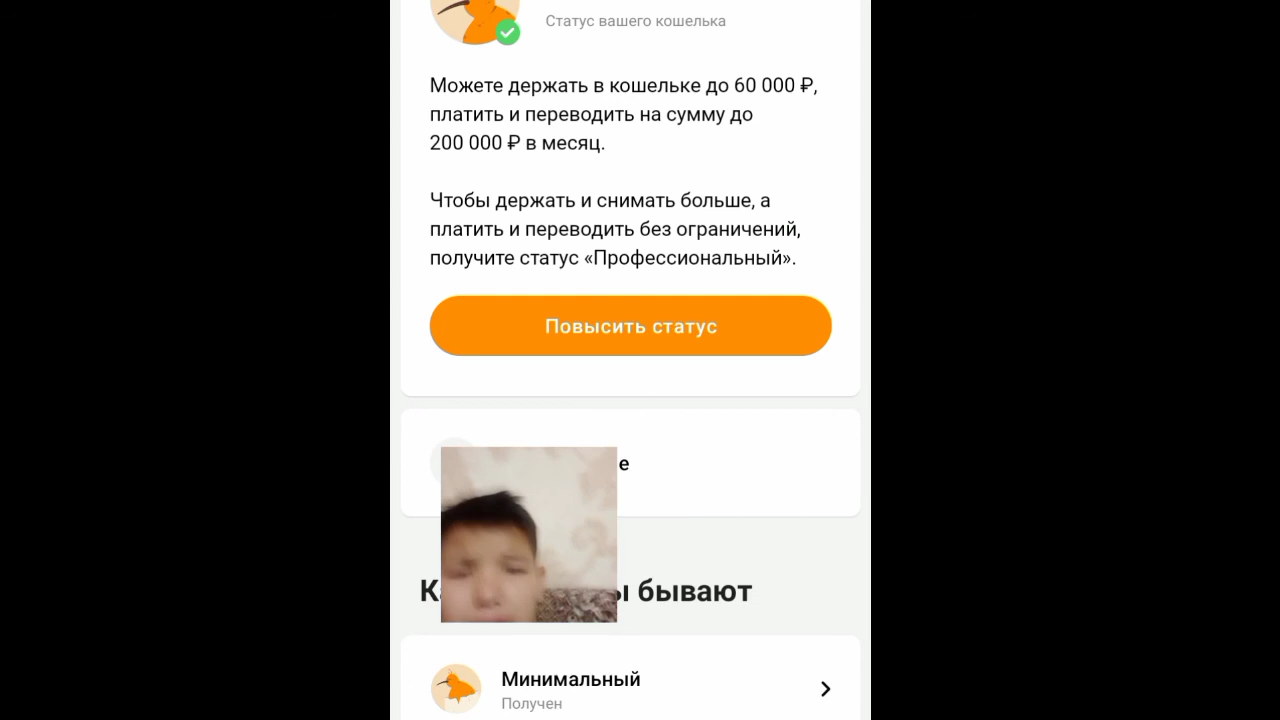 Статус вашего кошелька
Можете держать в кошельке до 60 000 ₽,
платить и переводить на сумму до
200 000 ₽ в месяц.
Чтобы держать и снимать больше, а
платить и переводить без ограничений,
получите статус «Профессиональный».
Повысить статус
бывают
Минимальный
Получен